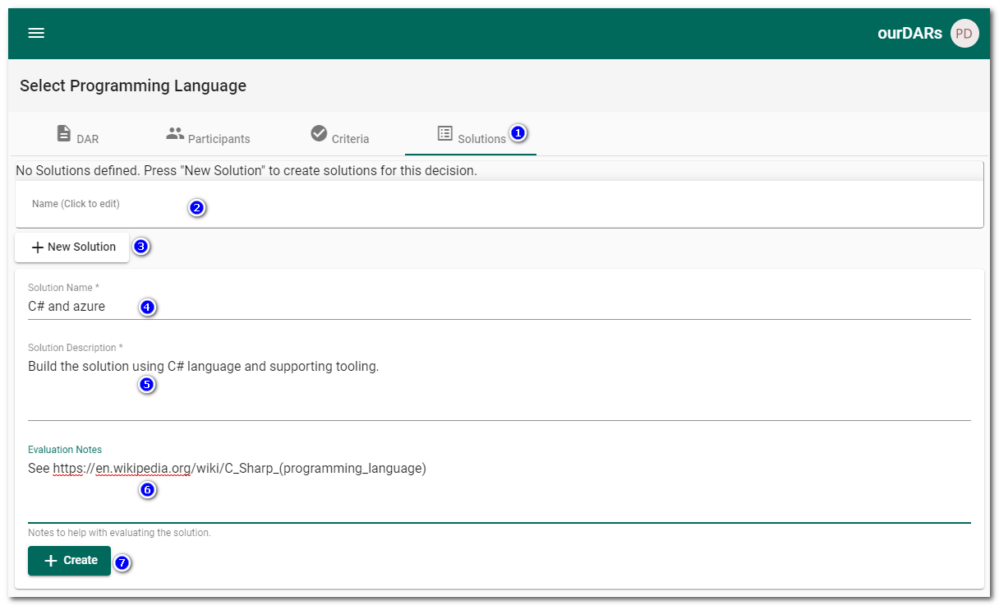 ourDARs PD
Select Programming Language
DAR Participants Criteria Solutions 1
No Solutions defined. Press "New Solution" to create solutions for this decision.
Name (Click to edit) 2
+ New Solution 3
Solution Name *
C# and azure 4
Solution Description *
Build the solution using C# language and supporting tooling.
5
Evaluation Notes
See https://en.wikipedia.org/wiki/C_Sharp_(programming_language)
6
Notes to help with evaluating the solution.
+ Create 7